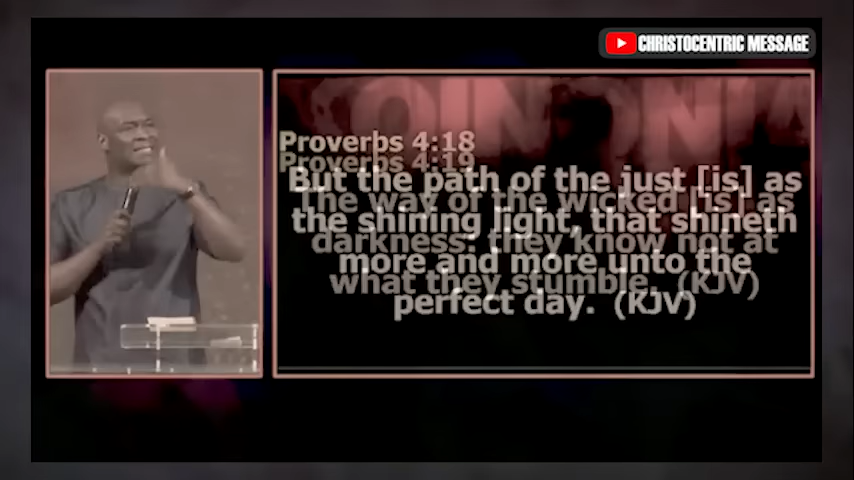 CHRISTOCENTRIC MESSAGE
KOINONIA
Proverbs 4:18
But the path of the just [is] as
the shining light, that shineth
more and more unto the
perfect day. (KJV)
Proverbs 4:19
The way of the wicked [is] as
darkness: they know not at
what they stumble. (KJV)